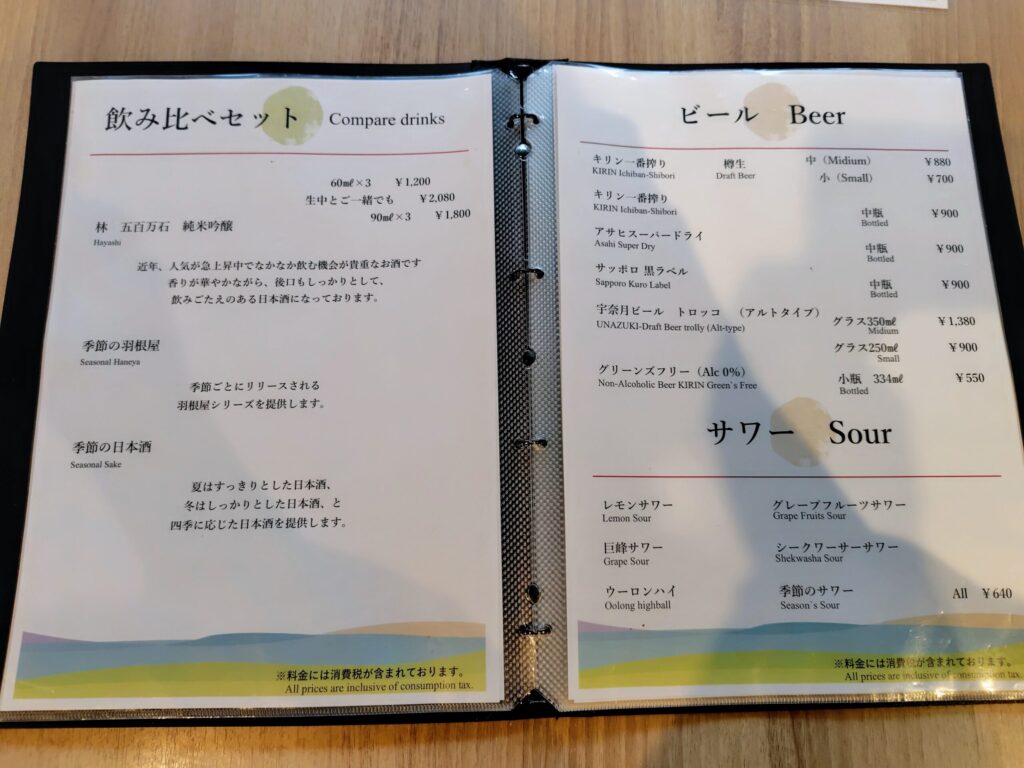 飲み比べセット Compare drinks
60㎖×3 ￥1,200
生中とご一緒でも ￥2,080
90㎖×3 ￥1,800
林 五百万石 純米吟醸
Hayashi
近年、人気が急上昇中でなかなか飲む機会が貴重なお酒です
香りが華やかながら、後口もしっかりとして、
飲みごたえのある日本酒になっております。
季節の羽根屋
Seasonal Haneya
季節ごとにリリースされる
羽根屋シリーズを提供します。
季節の日本酒
Seasonal Sake
夏はすっきりとした日本酒、
冬はしっかりとした日本酒、と
四季に応じた日本酒を提供します。
※料金には消費税が含まれております。
All prices are inclusive of consumption tax.
ビール Beer
キリン一番搾り 樽生 中（Midium） ￥880
KIRIN Ichiban-Shibori Draft Beer
小（Small） ￥700
キリン一番搾り
KIRIN Ichiban-Shibori
中瓶 ￥900
Bottled
アサヒスーパードライ
Asahi Super Dry
中瓶 ￥900
Bottled
サッポロ 黒ラベル
Sapporo Kuro Label
中瓶 ￥900
Bottled
宇奈月ビール トロッコ （アルトタイプ） グラス350㎖ ￥1,380
UNAZUKI-Draft Beer trolly (Alt-type) Midium
グラス250㎖ ￥900
Small
グリーンズフリー（Alc 0%） 小瓶 334㎖ ￥550
Non-Alcoholic Beer KIRIN Green`s Free Bottled
サワー Sour
レモンサワー グレープフルーツサワー
Lemon Sour Grape Fruits Sour
巨峰サワー シークワーサーサワー
Grape Sour Shekwasha Sour
ウーロンハイ 季節のサワー All ￥640
Oolong highball Season`s Sour
※料金には消費税が含まれております。
All prices are inclusive of consumption tax.